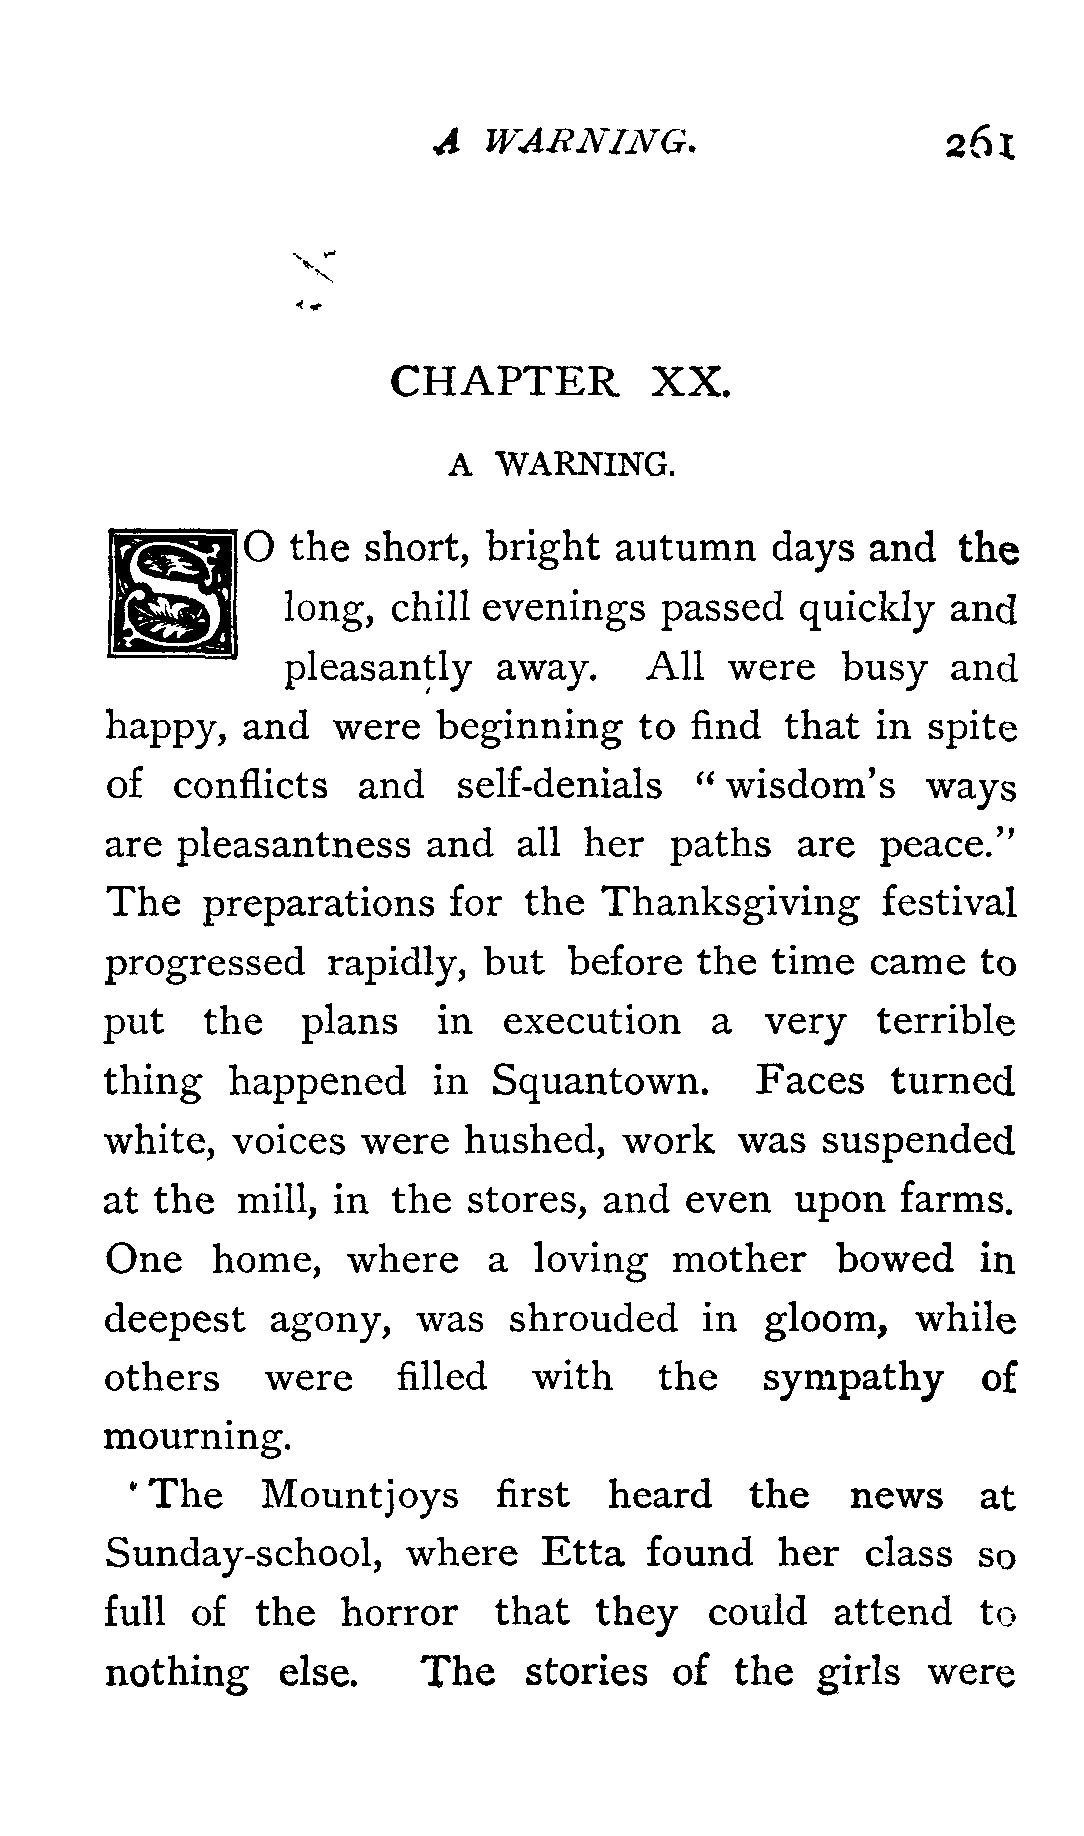 A WARNING. 261
CHAPTER XX.
A WARNING.
SO the short, bright autumn days and the
long, chill evenings passed quickly and
pleasantly away. All were busy and
happy, and were beginning to find that in spite
of conflicts and self-denials “wisdom's ways
are pleasantness and all her paths are peace.”
The preparations for the Thanksgiving festival
progressed rapidly, but before the time came to
put the plans in execution a very terrible
thing happened in Squantown. Faces turned
white, voices were hushed, work was suspended
at the mill, in the stores, and even upon farms.
One home, where a loving mother bowed in
deepest agony, was shrouded in gloom, while
others were filled with the sympathy of
mourning.
The Mountjoys first heard the news at
Sunday-school, where Etta found her class so
full of the horror that they could attend to
nothing else. The stories of the girls were